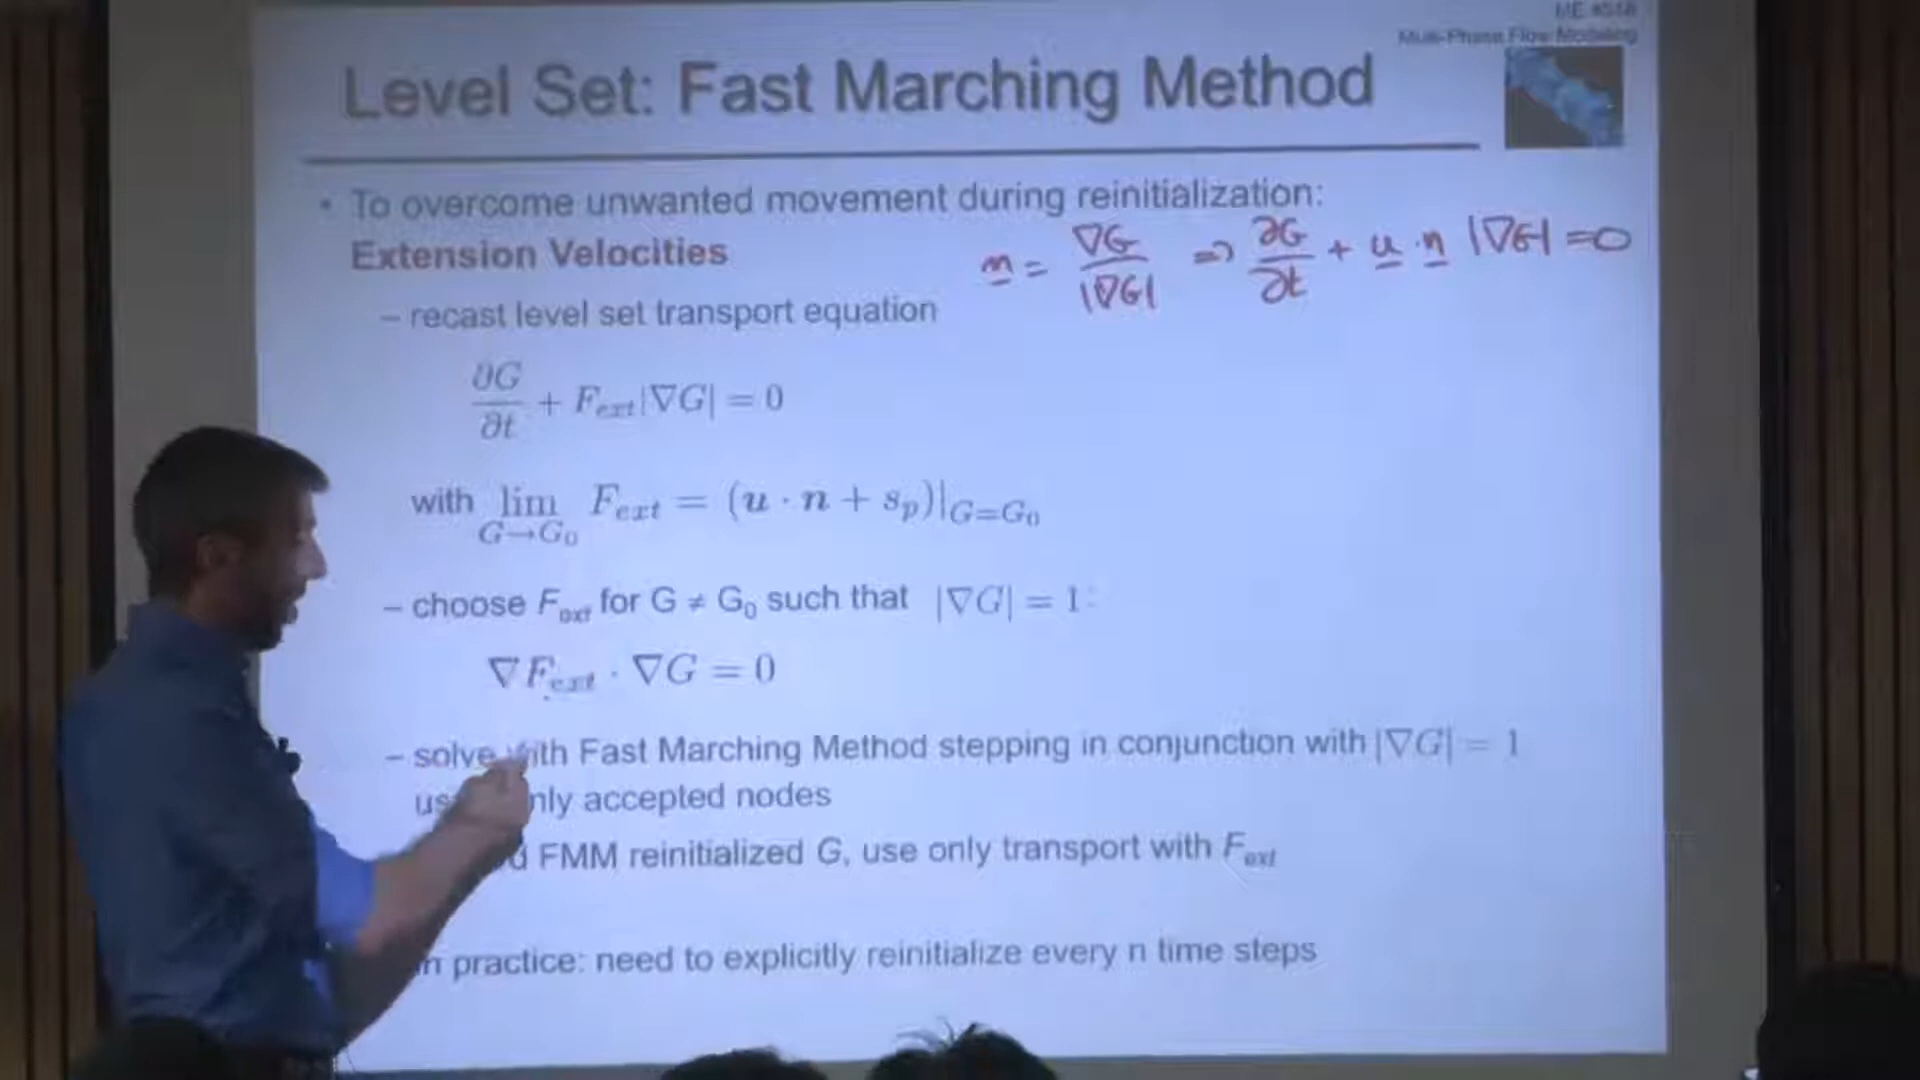 Multi-Phase Flow Modeling
Level Set: Fast Marching Method
• To overcome unwanted movement during reinitialization:
Extension Velocities
n = ∇G / |∇G| ⇒ ∂G/∂t + u · n |∇G| = 0
– recast level set transport equation
∂G/∂t + F_ext|∇G| = 0
with lim_{G→G₀} F_ext = (u · n + s_p)|_{G=G₀}
– choose F_ext for G ≠ G₀ such that |∇G| = 1:
∇F_ext · ∇G = 0
– solve with Fast Marching Method stepping in conjunction with |∇G| = 1
only accepted nodes
FMM reinitialized G, use only transport with F_ext
practice: need to explicitly reinitialize every n time steps